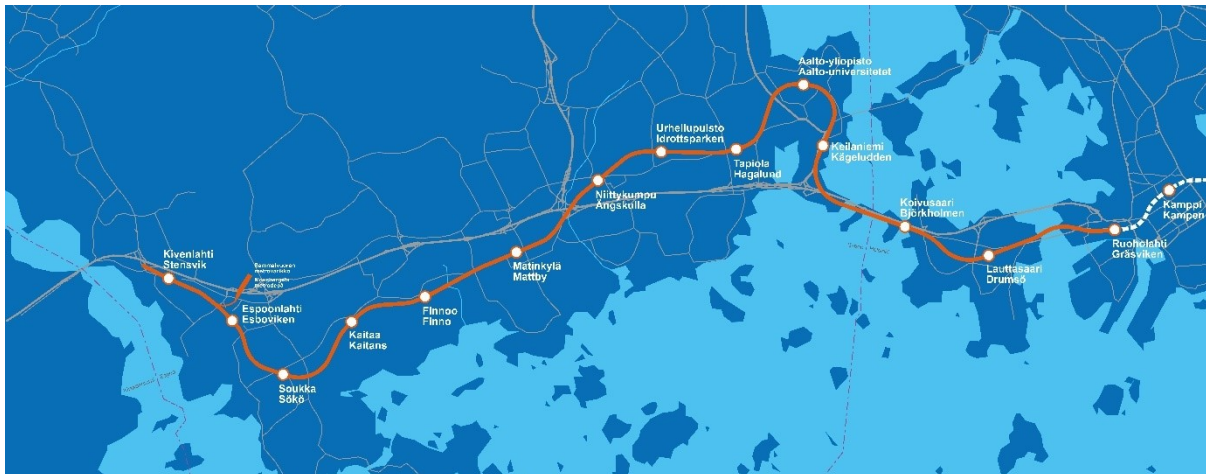 Aalto-yliopisto
Aalto-universitetet
Urheilupuisto
Idrottsparken
Tapiola
Hagalund
Keilaniemi
Kägeludden
Niittykumpu
Ängskulla
Koivusaari
Björkholmen
Kamppi
Kampen
Ruoholahti
Gräsviken
Lauttasaari
Drumsö
Matinkylä
Mattby
Kivenlahti
Stensvik
Espoonlahti
Esboviken
Finnoo
Finno
Kaitaa
Kaitans
Soukka
Sökö